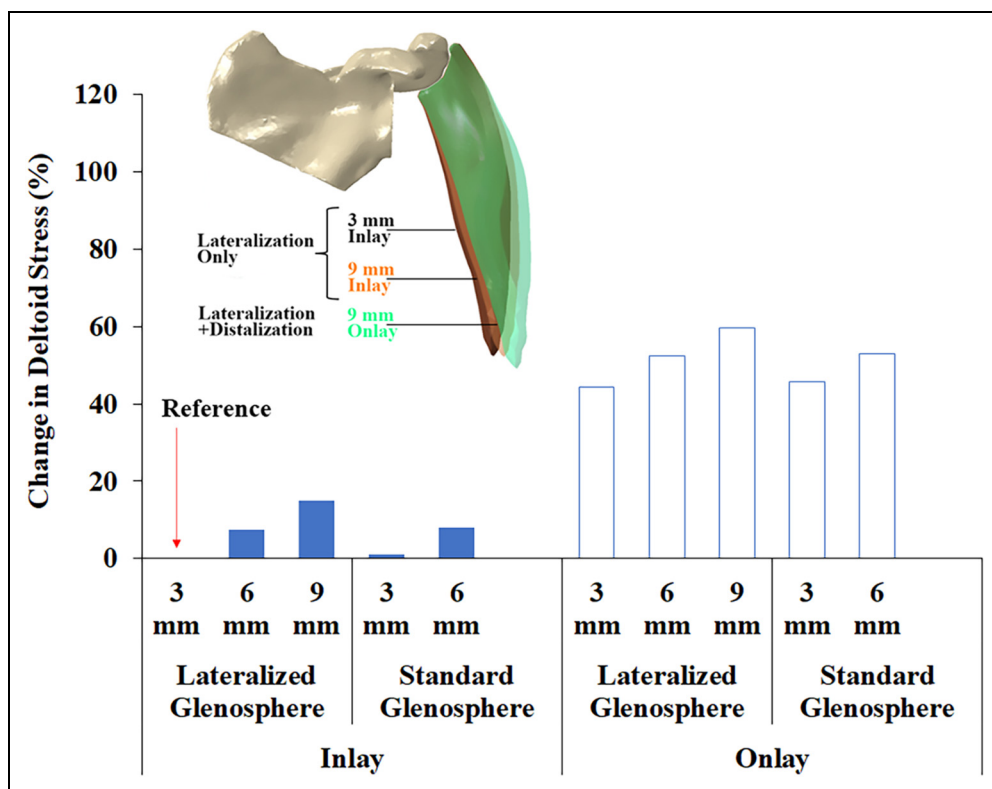 Change in Deltoid Stress (%)
120
100
80
60
40
20
0
Lateralization
Only
3 mm
Inlay
9 mm
Inlay
Lateralization
+Distalization
9 mm
Onlay
Reference
3 6 9 3 6 3 6 9 3 6
mm mm mm mm mm mm mm mm mm mm
Lateralized Standard Lateralized Standard
Glenosphere Glenosphere Glenosphere Glenosphere
Inlay Onlay